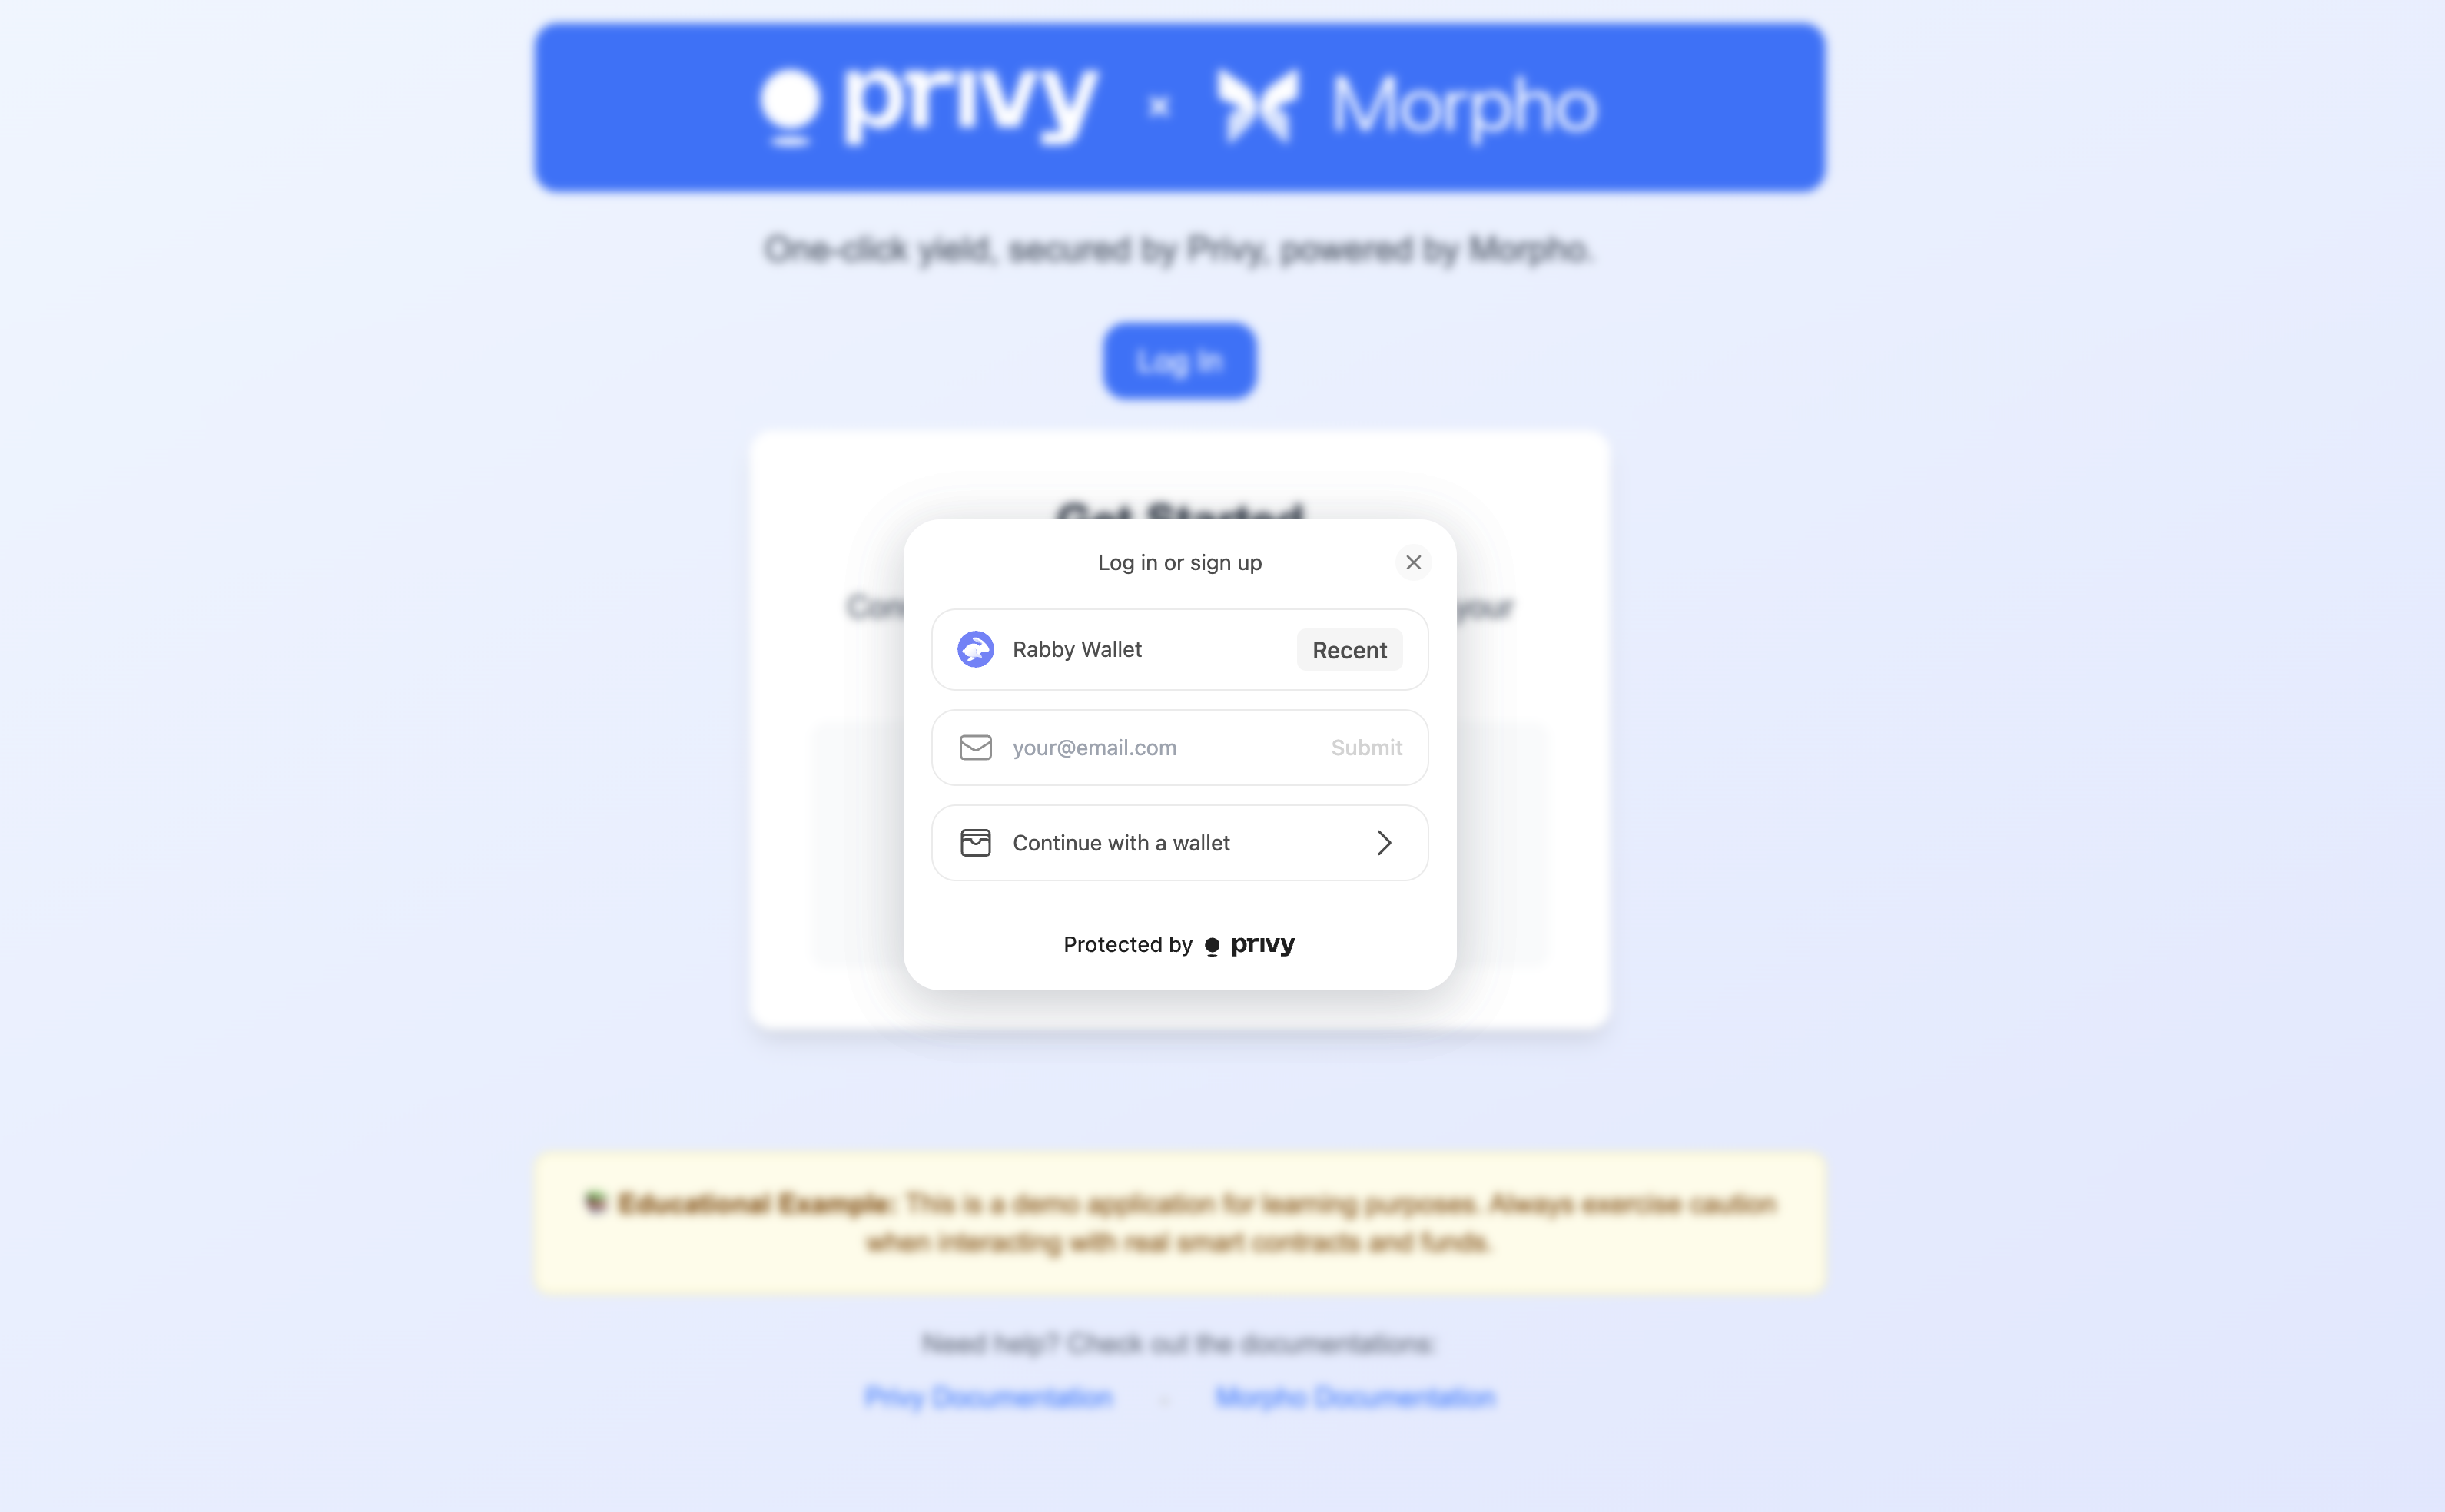 privy × Morpho
One-click yield, secured by Privy, powered by Morpho.
Log In
Get Started
your
Log in or sign up
Rabby Wallet Recent
your@email.com Submit
Continue with a wallet
Protected by privy
Educational Example: This is a demo application for learning purposes. Always exercise caution
when interacting with real smart contracts and funds.
Need help? Check out the documentations:
Privy Documentation · Morpho Documentation